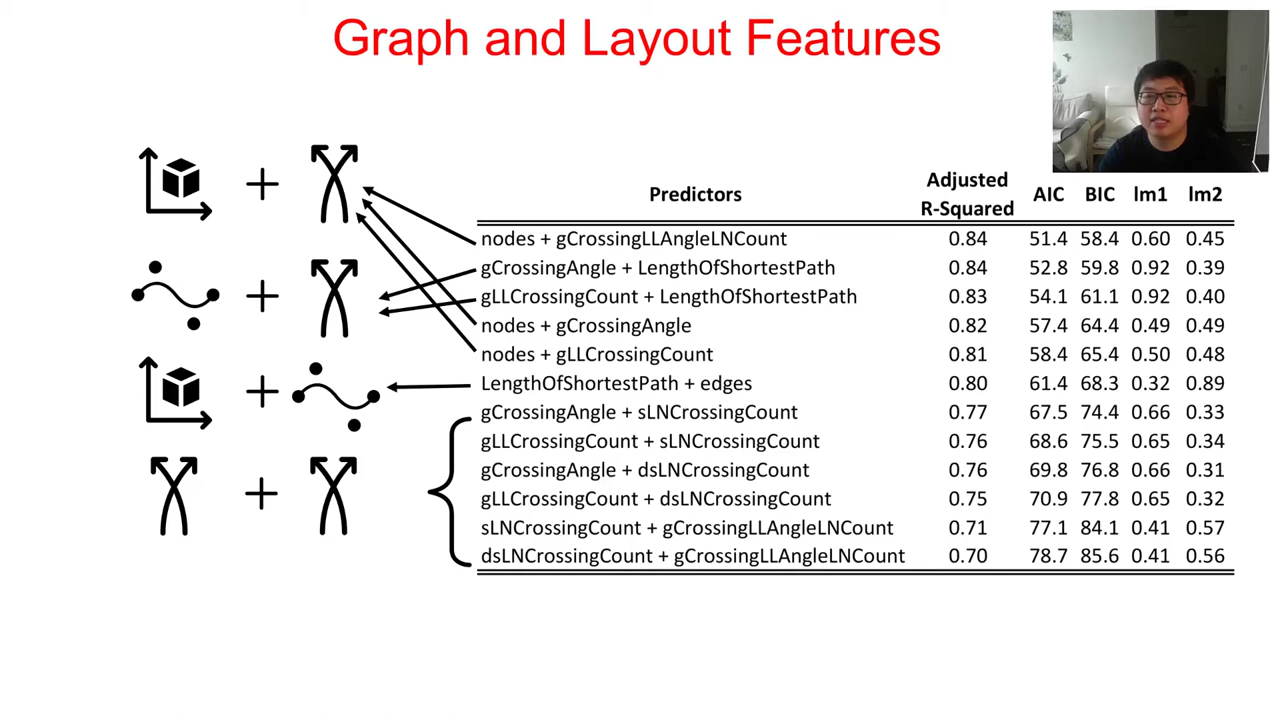 Graph and Layout Features
Predictors Adjusted R-Squared AIC BIC lm1 lm2
nodes + gCrossingLLAngleLNCount 0.84 51.4 58.4 0.60 0.45
gCrossingAngle + LengthOfShortestPath 0.84 52.8 59.8 0.92 0.39
gLLCrossingCount + LengthOfShortestPath 0.83 54.1 61.1 0.92 0.40
nodes + gCrossingAngle 0.82 57.4 64.4 0.49 0.49
nodes + gLLCrossingCount 0.81 58.4 65.4 0.50 0.48
LengthOfShortestPath + edges 0.80 61.4 68.3 0.32 0.89
gCrossingAngle + sLNCrossingCount 0.77 67.5 74.4 0.66 0.33
gLLCrossingCount + sLNCrossingCount 0.76 68.6 75.5 0.65 0.34
gCrossingAngle + dsLNCrossingCount 0.76 69.8 76.8 0.66 0.31
gLLCrossingCount + dsLNCrossingCount 0.75 70.9 77.8 0.65 0.32
sLNCrossingCount + gCrossingLLAngleLNCount 0.71 77.1 84.1 0.41 0.57
dsLNCrossingCount + gCrossingLLAngleLNCount 0.70 78.7 85.6 0.41 0.56
+
+
+
+